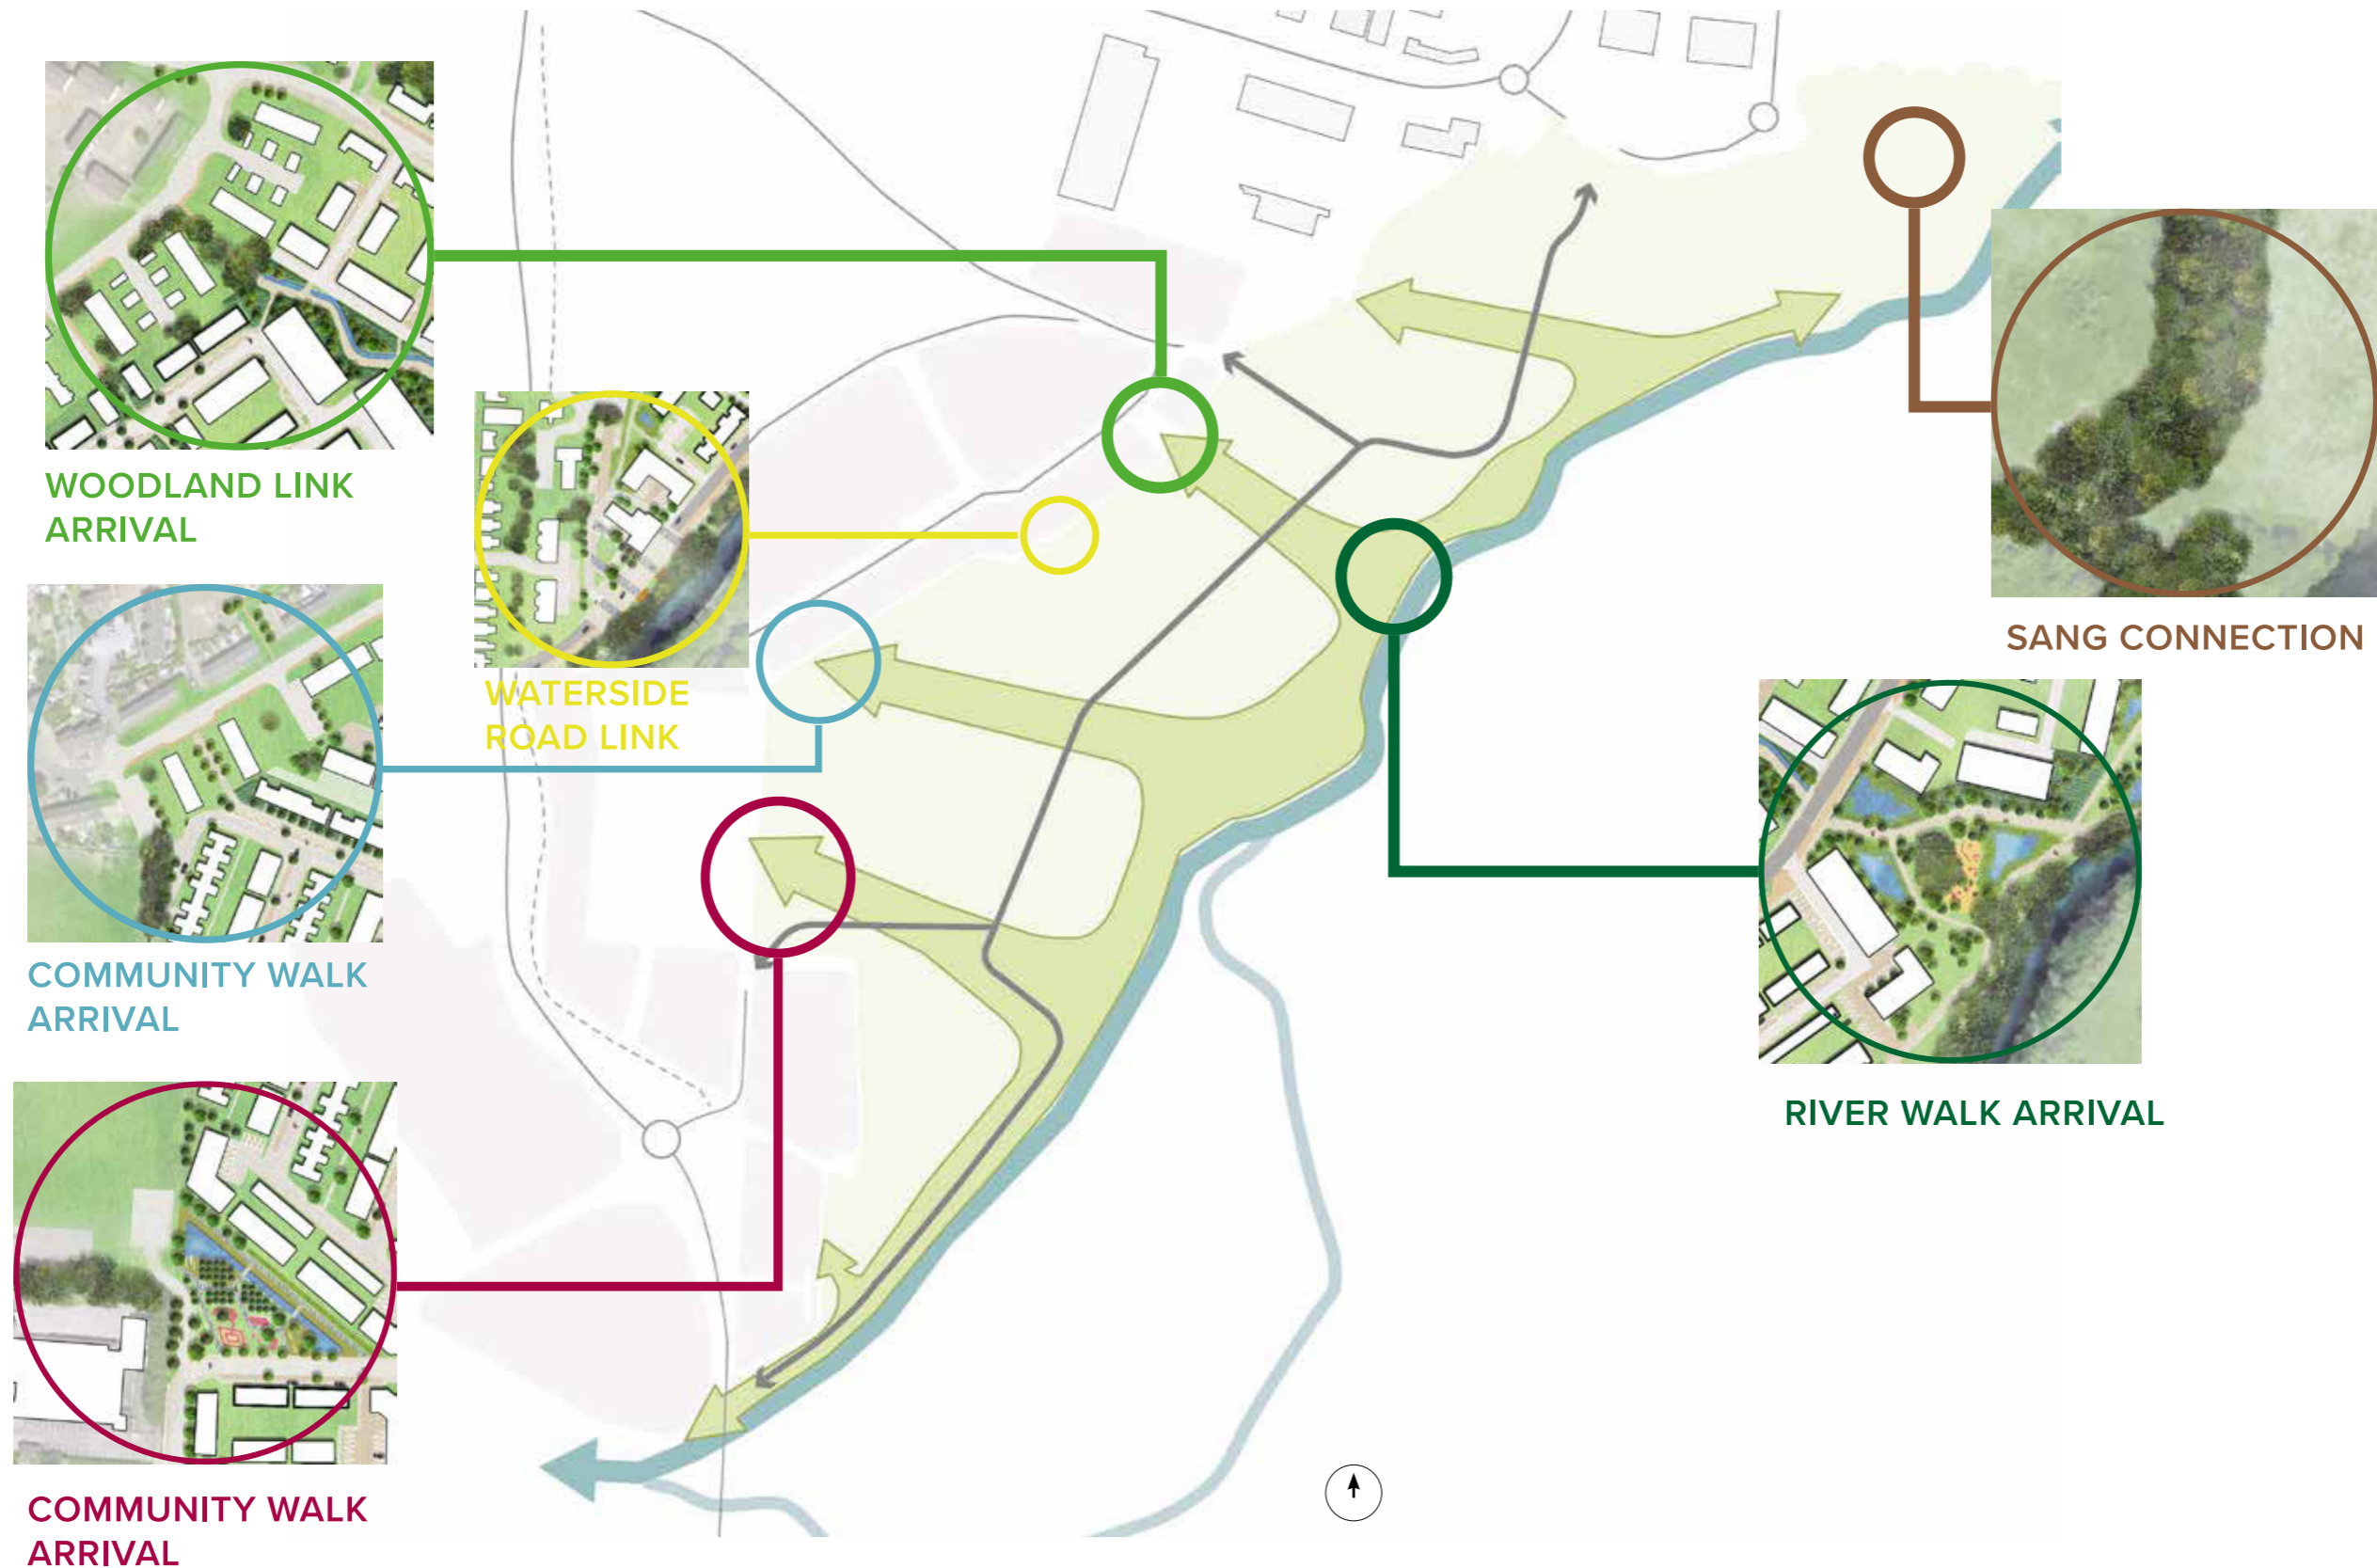 WOODLAND LINK
ARRIVAL
WATERSIDE
ROAD LINK
COMMUNITY WALK
ARRIVAL
COMMUNITY WALK
ARRIVAL
SANG CONNECTION
RIVER WALK ARRIVAL